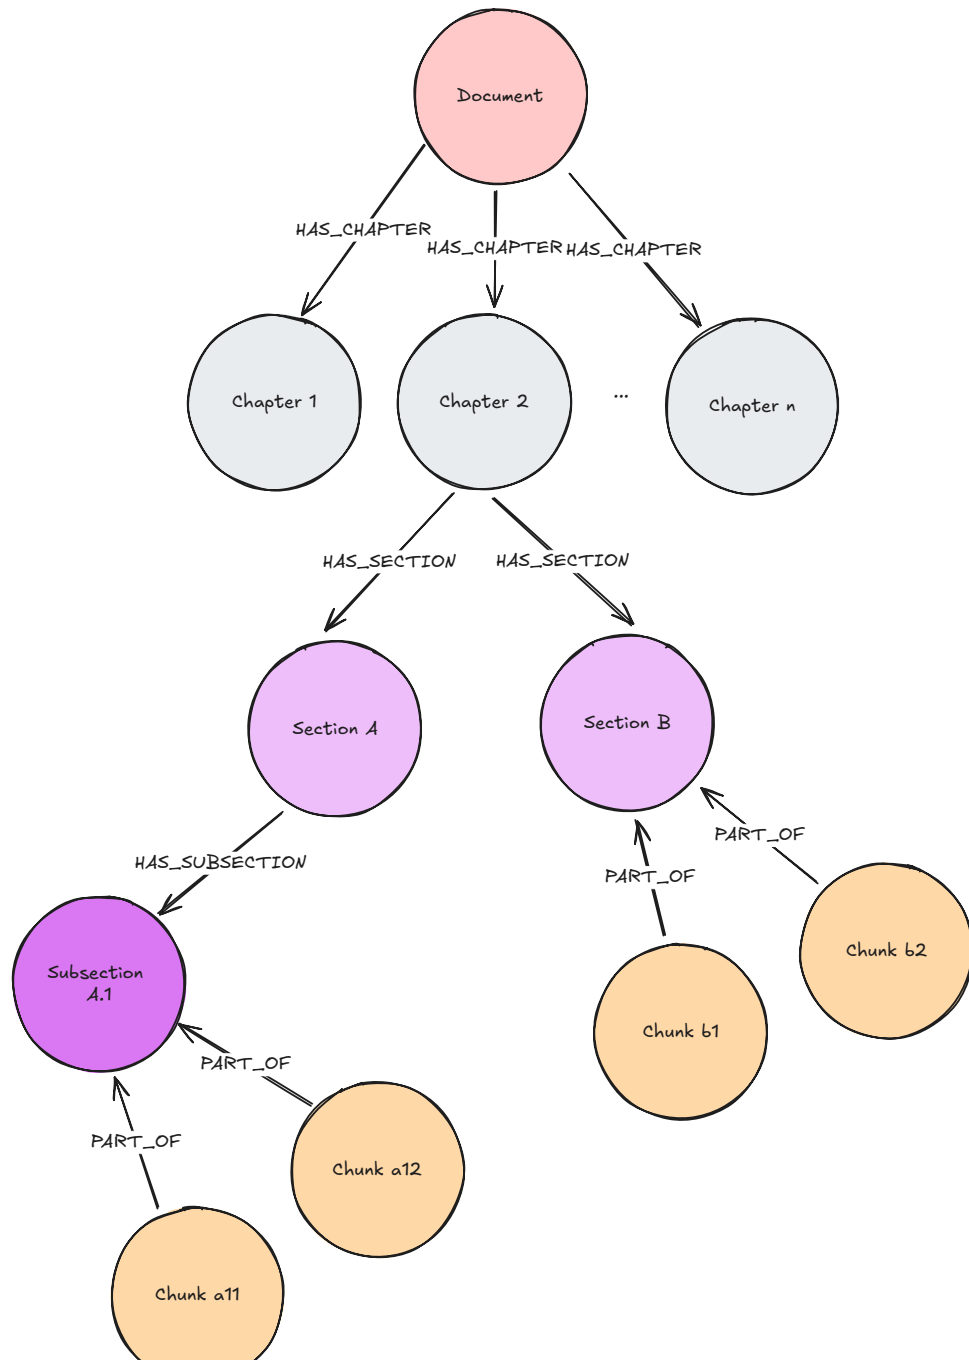 Document
HAS_CHAPTER
HAS_CHAPTER
HAS_CHAPTER
Chapter 1
Chapter 2
...
Chapter n
HAS_SECTION
HAS_SECTION
Section A
Section B
HAS_SUBSECTION
PART_OF
PART_OF
Subsection
A.1
Chunk b1
Chunk b2
PART_OF
PART_OF
Chunk a12
Chunk a11